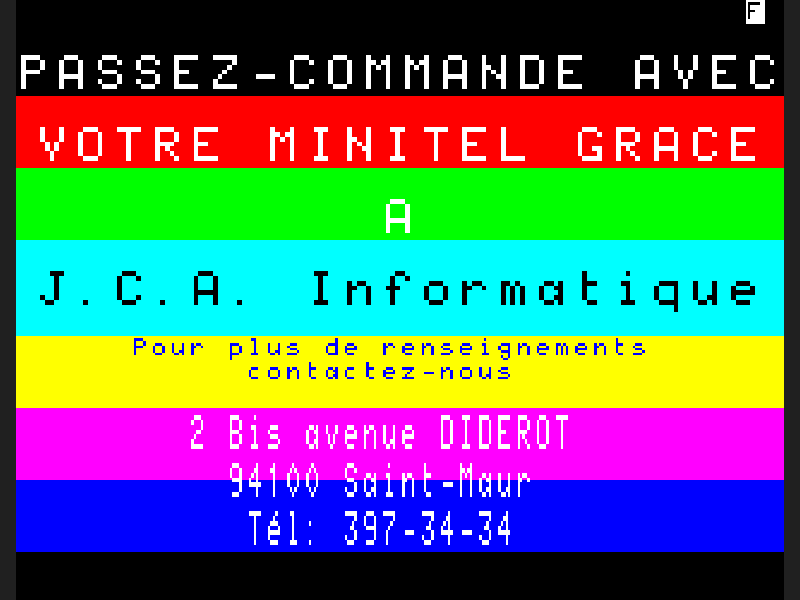 F
PASSEZ-COMMANDE AVEC
VOTRE MINITEL GRACE
A
J.C.A. Informatique
Pour plus de renseignements
contactez-nous
2 Bis avenue DIDEROT
94100 Saint-Maur
Tél: 397-34-34